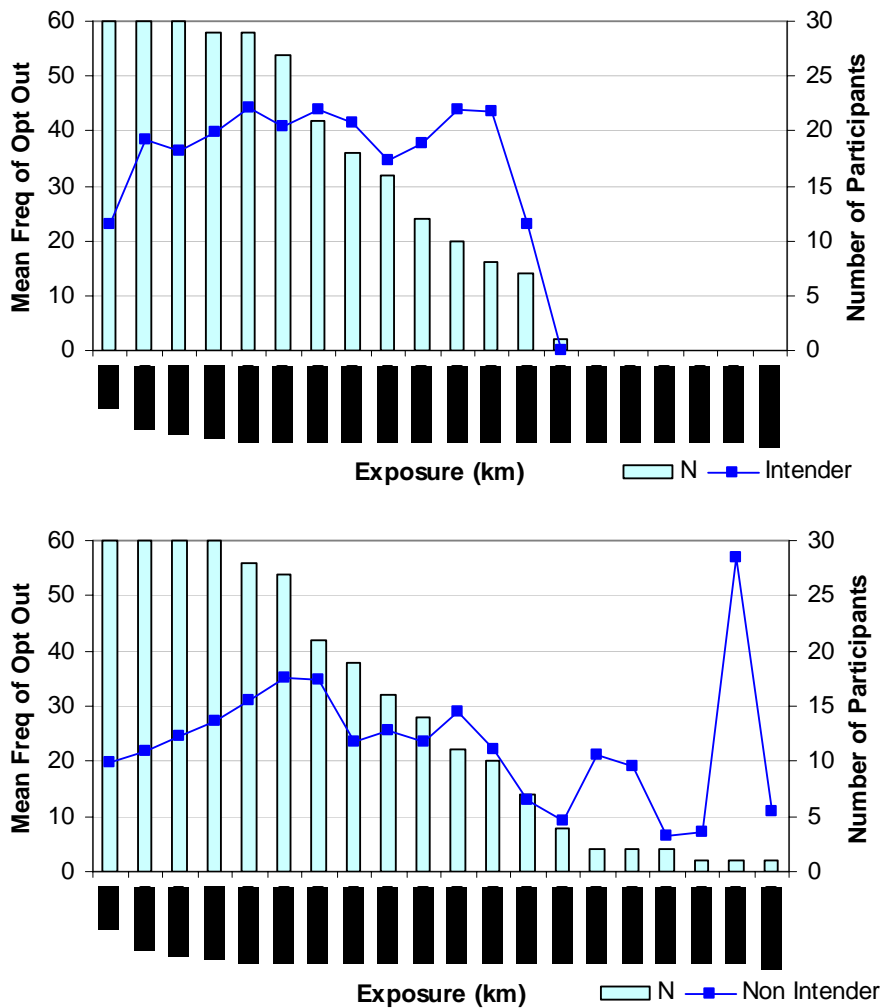 60
50
40
30
20
10
0
Mean Freq of Opt Out
30
25
20
15
10
5
0
Number of Participants
Exposure (km)
N
Intender
60
50
40
30
20
10
0
Mean Freq of Opt Out
30
25
20
15
10
5
0
Number of Participants
Exposure (km)
N
Non Intender